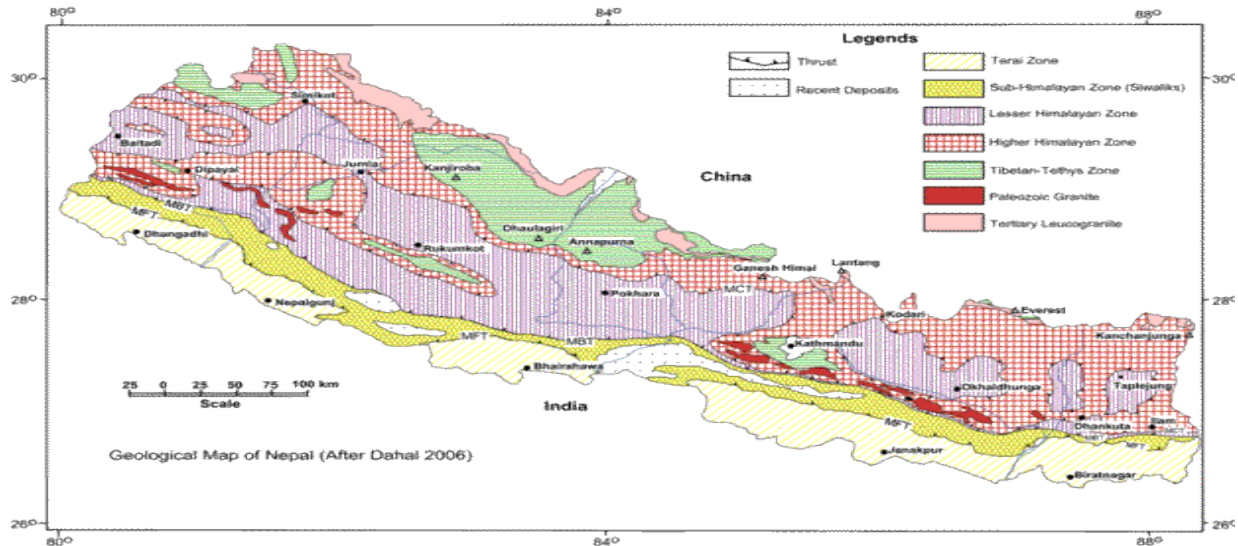 80° 84° 88°
Legends
Thrust
Recent Deposits
Terai Zone
Sub-Himalayan Zone (Siwaliks)
Lesser Himalayan Zone
Higher Himalayan Zone
Tibetan-Tethys Zone
Paleozoic Granite
Tertiary Leucogranite
30° 30°
Simikot
Baitadi
Dipayal
Jumla
Kanjiroba
China
MBT
MFT
Dhangadhi
Dhaulagiri
Annapurna
Rukumkot
Ganesh Himal
Lantang
28° 28°
Nepalgunj
Pokhara
MCT
Kodari
Everest
Kanchanjunga
MFT
MBT
Kathmandu
Bhairahawa
25 0 25 50 75 100 km
Scale
India
Okhaldhunga
Taplejung
MFT
Dhankuta
Ilam
MCT
MBT
MFT
Geological Map of Nepal (After Dahal 2006)
Janakpur
Biratnagar
26° 26°
80° 84° 88°